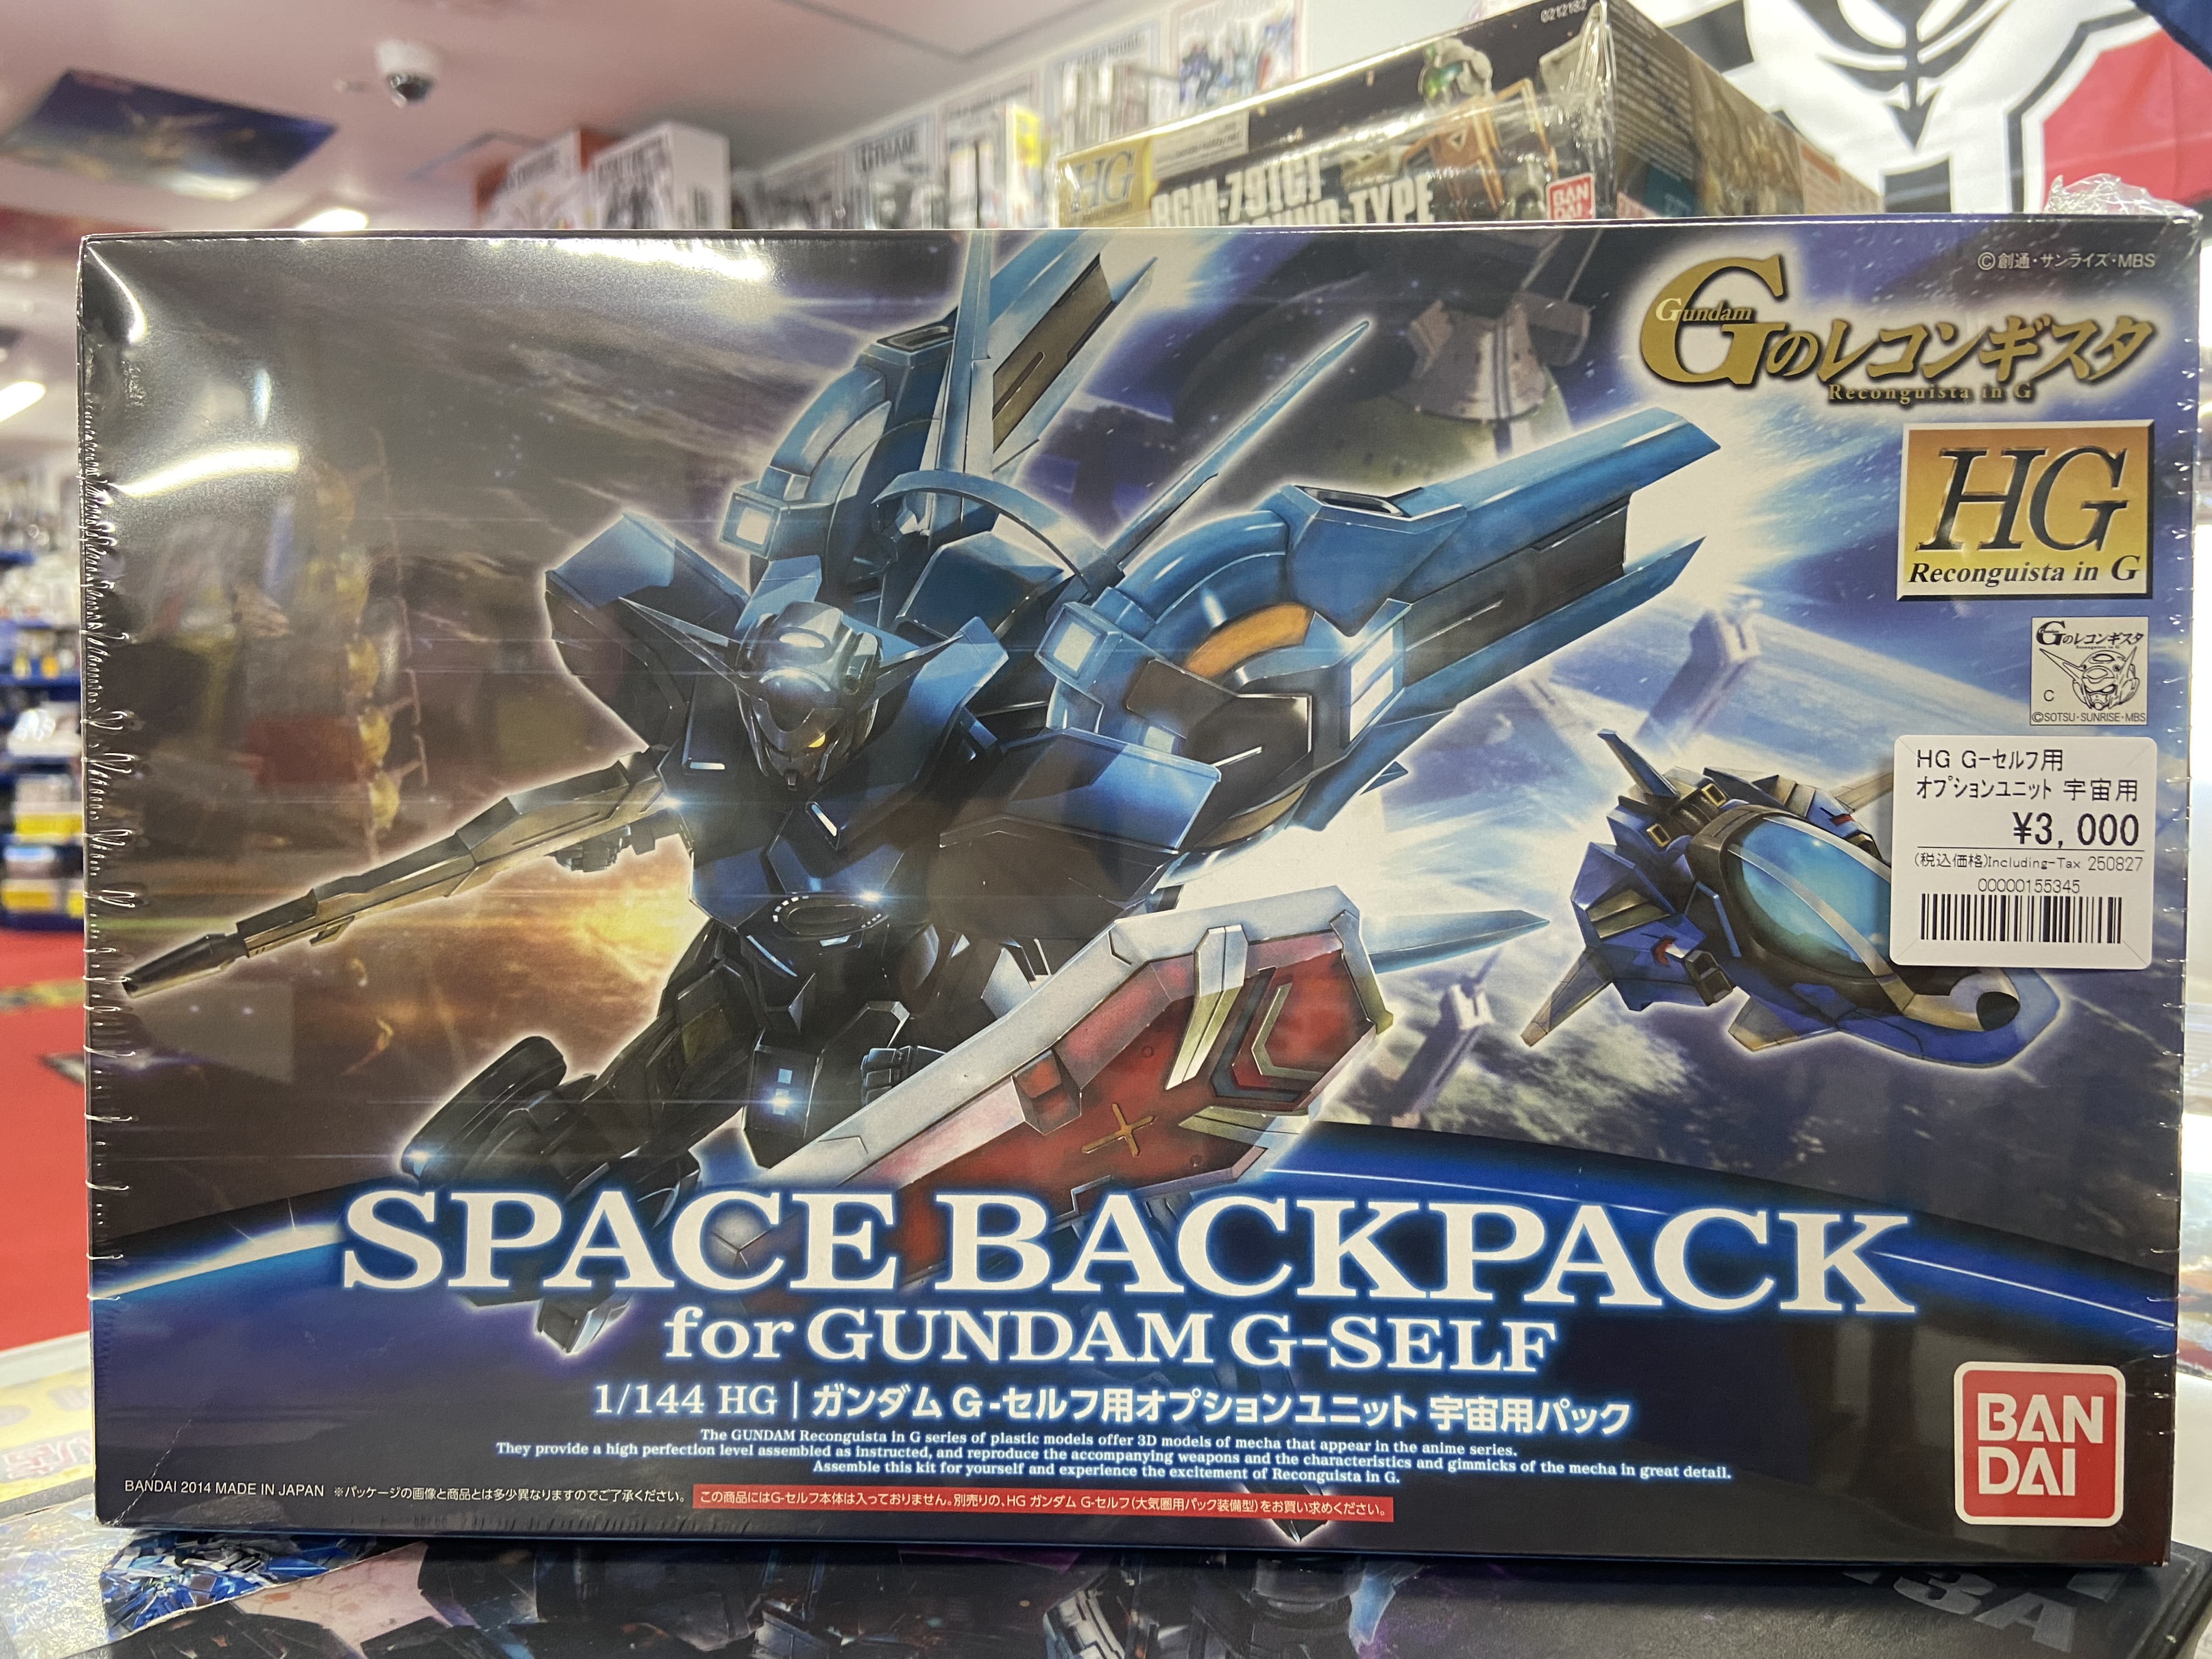 0212182
HG
RGM-79[G]
GROUND TYPE
BAN
DAI
©創通・サンライズ・MBS
Gundam
Gのレコンギスタ
Reconguista in G
HG
Reconguista in G
Gのレコンギスタ
Reconguista in G
C
©SOTSU・SUNRISE・MBS
HG G-セルフ用
オプションユニット 宇宙用
¥3,000
(税込価格)Including-Tax 250827
00000155345
SPACE BACKPACK
for GUNDAM G-SELF
1/144 HG | ガンダム G-セルフ用オプションユニット 宇宙用パック
The GUNDAM Reconguista in G series of plastic models offer 3D models of mecha that appear in the anime series.
They provide a high perfection level assembled as instructed, and reproduce the accompanying weapons and the characteristics and gimmicks of the mecha in great detail.
Assemble this kit for yourself and experience the excitement of Reconguista in G.
BANDAI 2014 MADE IN JAPAN ※パッケージの画像と商品とは多少異なりますのでご了承ください。
この商品にはG-セルフ本体は入っておりません。別売りの、HG ガンダム G-セルフ(大気圏用パック装備型)をお買い求めください。
BAN
DAI